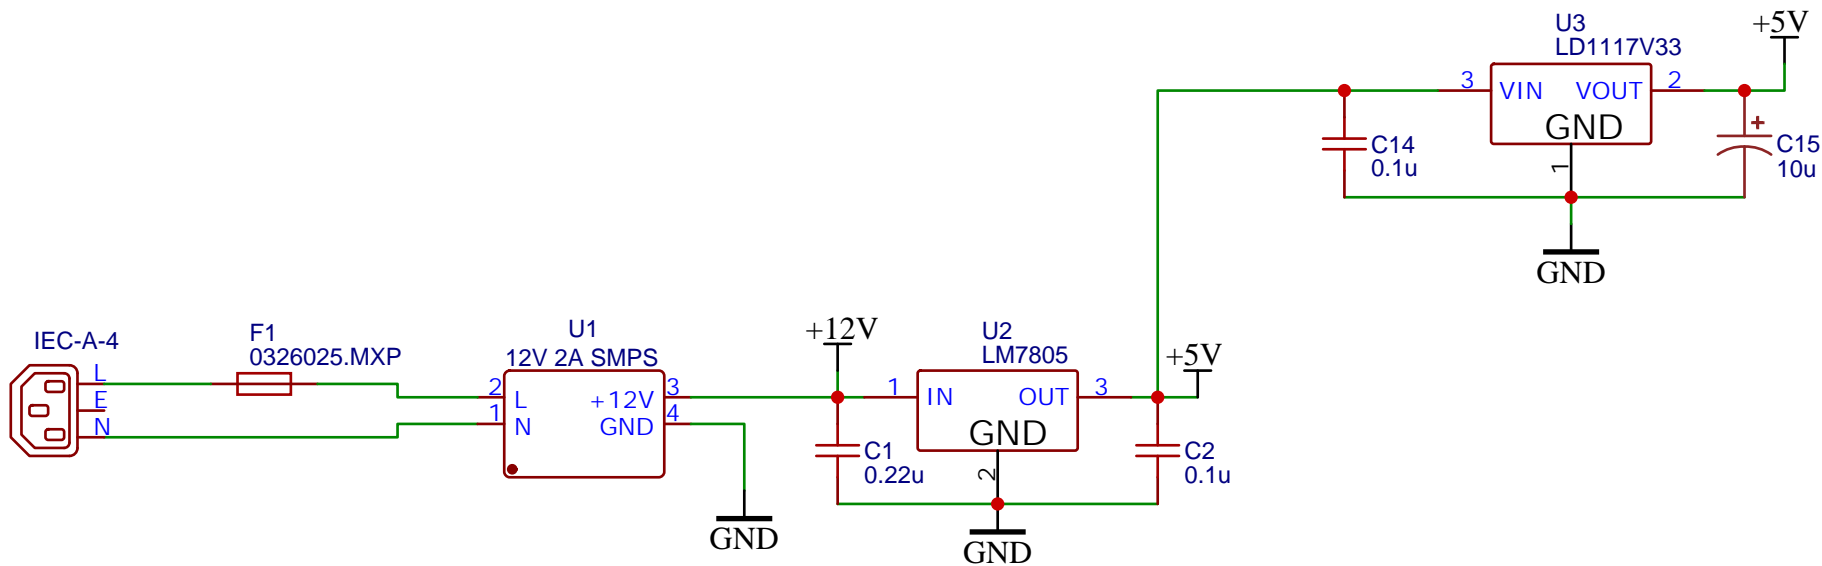 IEC-A-4
L
E
N
F1
0326025.MXP
U1
12V 2A SMPS
2
1
L
N
+12V
GND
3
4
GND
+12V
C1
0.22u
U2
LM7805
1
IN
OUT
3
GND
2
GND
+5V
C2
0.1u
C14
0.1u
U3
LD1117V33
3
VIN
VOUT
2
GND
1
GND
+5V
+
C15
10u